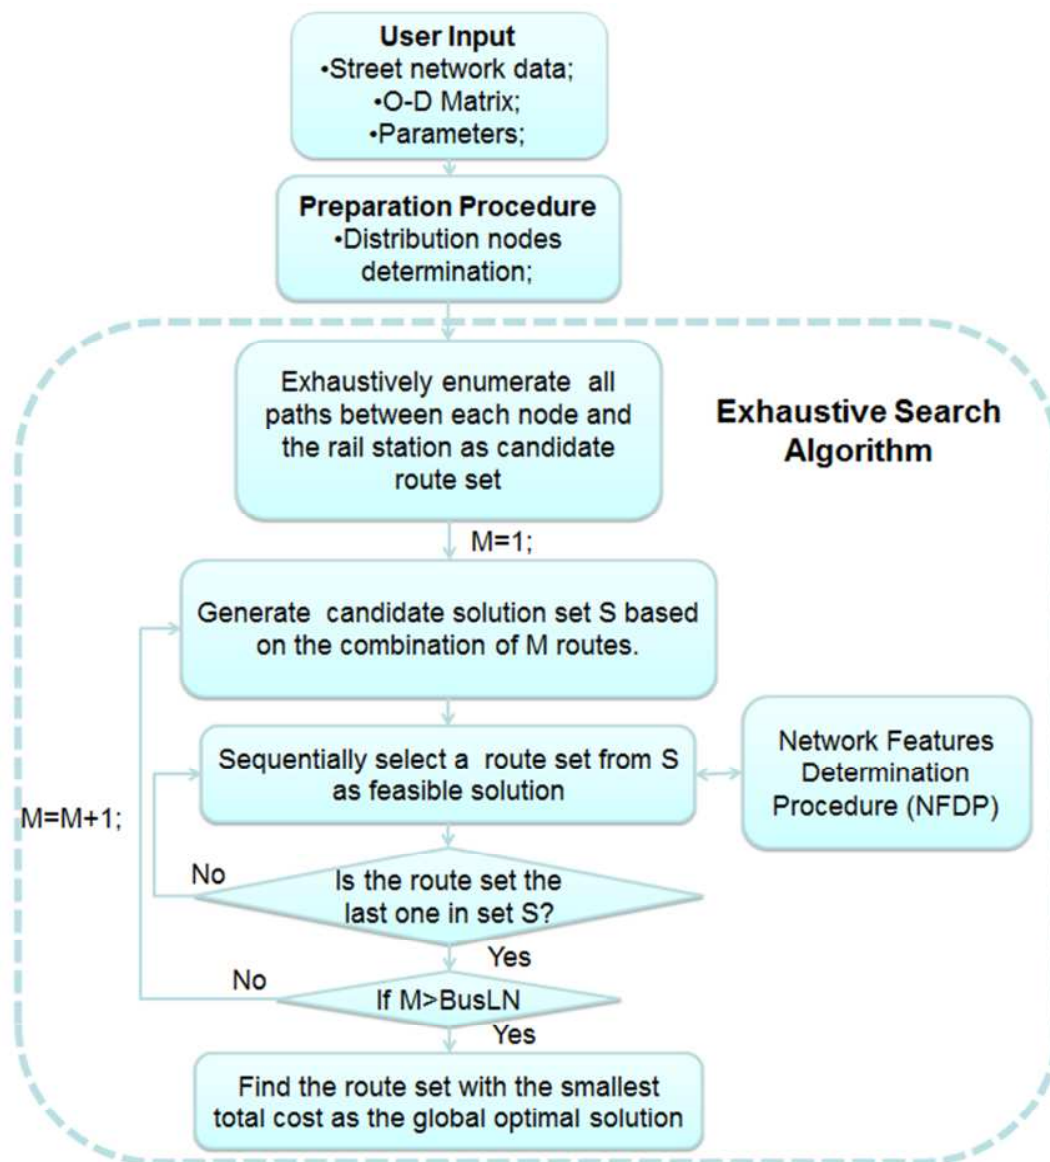 User Input
•Street network data;
•O-D Matrix;
•Parameters;
Preparation Procedure
•Distribution nodes
determination;
Exhaustively enumerate all
paths between each node and
the rail station as candidate
route set
Exhaustive Search
Algorithm
M=1;
Generate candidate solution set S based
on the combination of M routes.
Sequentially select a route set from S
as feasible solution
Network Features
Determination
Procedure (NFDP)
M=M+1;
No
Is the route set the
last one in set S?
Yes
No
If M>BusLN
Yes
Find the route set with the smallest
total cost as the global optimal solution